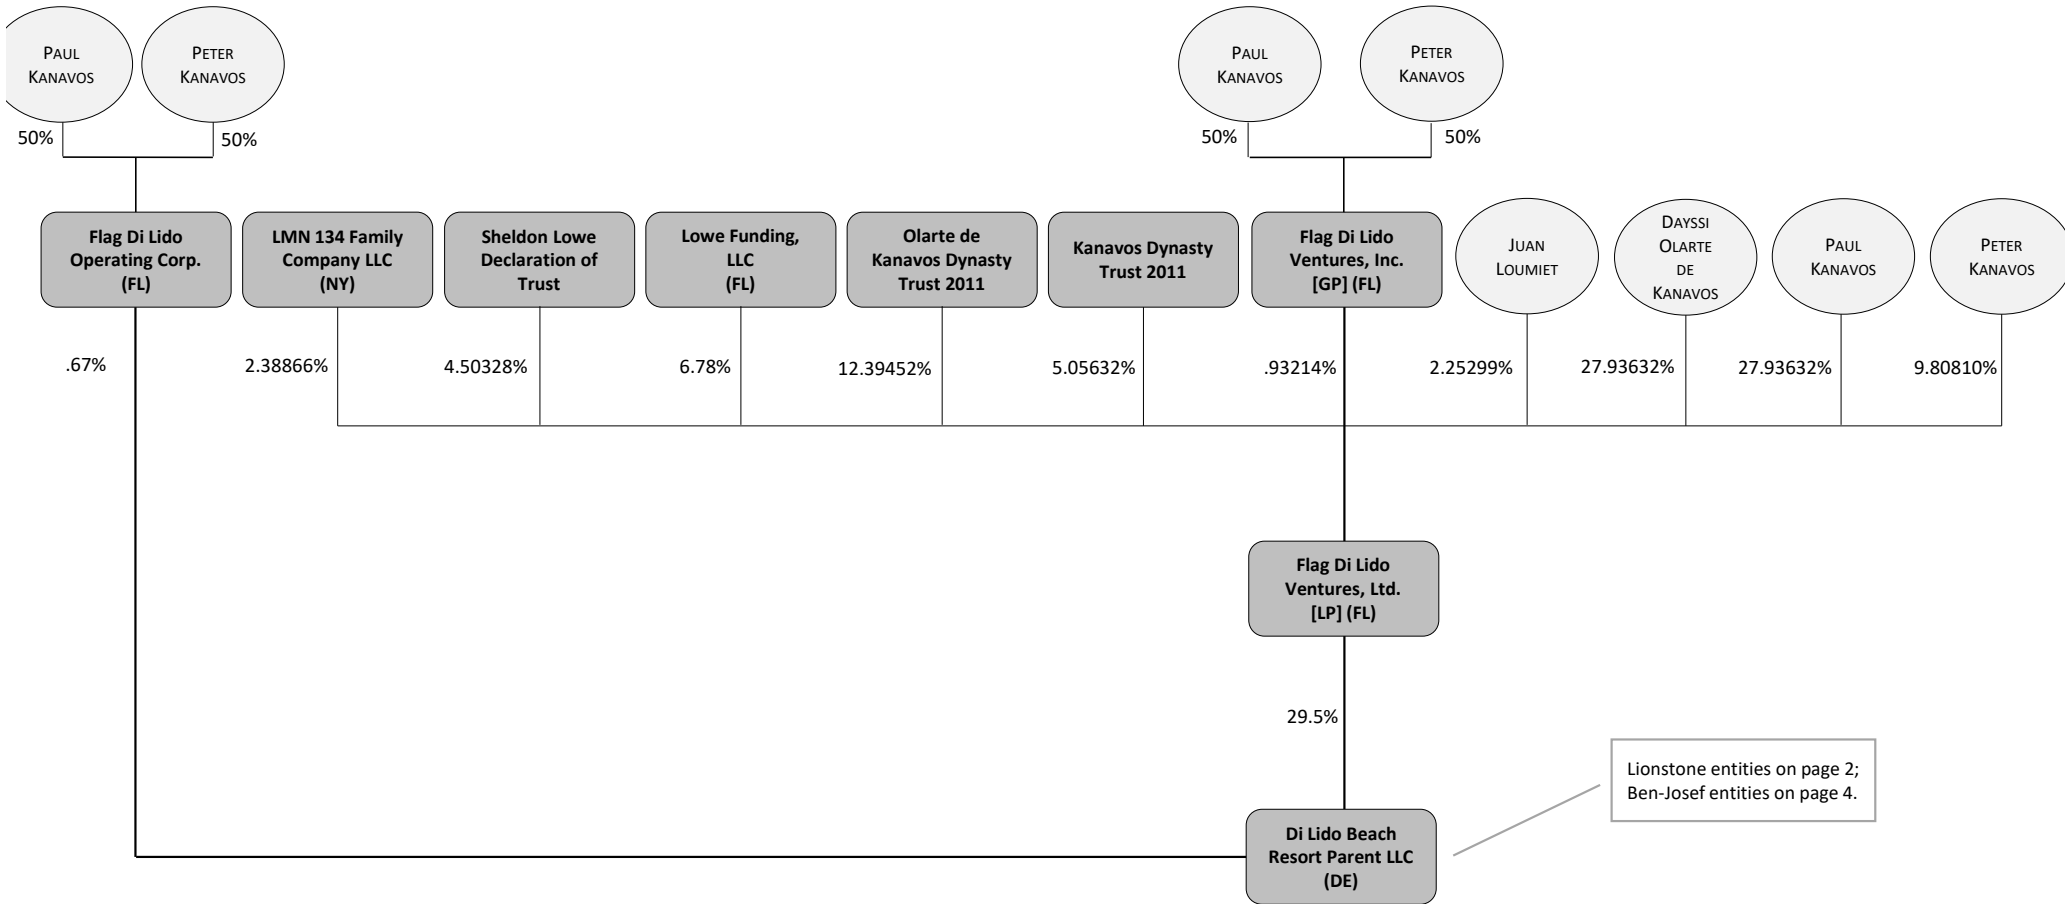 PAUL
KANAVOS
PETER
KANAVOS
PAUL
KANAVOS
PETER
KANAVOS
50%
50%
50%
50%
Flag Di Lido
Operating Corp.
(FL)
LMN 134 Family
Company LLC
(NY)
Sheldon Lowe
Declaration of
Trust
Lowe Funding,
LLC
(FL)
Olarte de
Kanavos Dynasty
Trust 2011
Kanavos Dynasty
Trust 2011
Flag Di Lido
Ventures, Inc.
[GP] (FL)
JUAN
LOUMIET
DAYSSI
OLARTE
DE
KANAVOS
PAUL
KANAVOS
PETER
KANAVOS
.67%
2.38866%
4.50328%
6.78%
12.39452%
5.05632%
.93214%
2.25299%
27.93632%
27.93632%
9.80810%
Flag Di Lido
Ventures, Ltd.
[LP] (FL)
29.5%
Lionstone entities on page 2;
Ben-Josef entities on page 4.
Di Lido Beach
Resort Parent LLC
(DE)